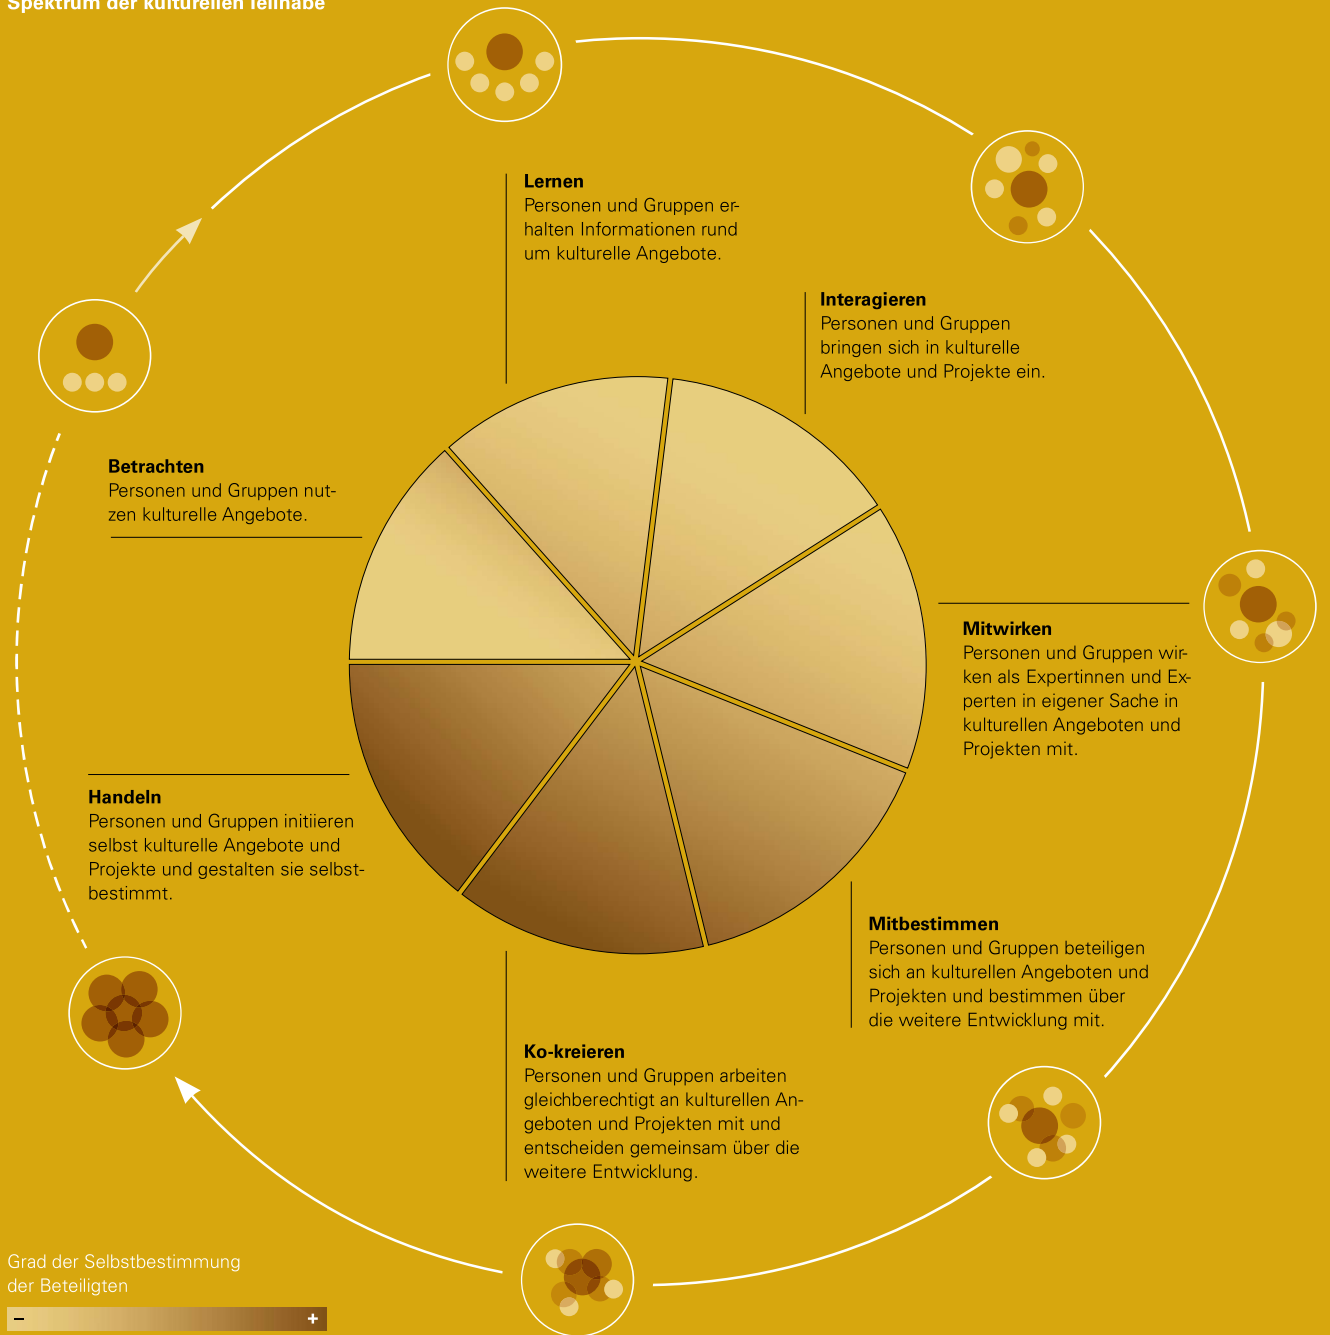 Spektrum der kulturellen Teilhabe
Lernen
Personen und Gruppen er-
halten Informationen rund
um kulturelle Angebote.
Interagieren
Personen und Gruppen
bringen sich in kulturelle
Angebote und Projekte ein.
Betrachten
Personen und Gruppen nut-
zen kulturelle Angebote.
Mitwirken
Personen und Gruppen wir-
ken als Expertinnen und Ex-
perten in eigener Sache in
kulturellen Angeboten und
Projekten mit.
Handeln
Personen und Gruppen initiieren
selbst kulturelle Angebote und
Projekte und gestalten sie selbst-
bestimmt.
Mitbestimmen
Personen und Gruppen beteiligen
sich an kulturellen Angeboten und
Projekten und bestimmen über
die weitere Entwicklung mit.
Ko-kreieren
Personen und Gruppen arbeiten
gleichberechtigt an kulturellen An-
geboten und Projekten mit und
entscheiden gemeinsam über die
weitere Entwicklung.
Grad der Selbstbestimmung
der Beteiligten
– +